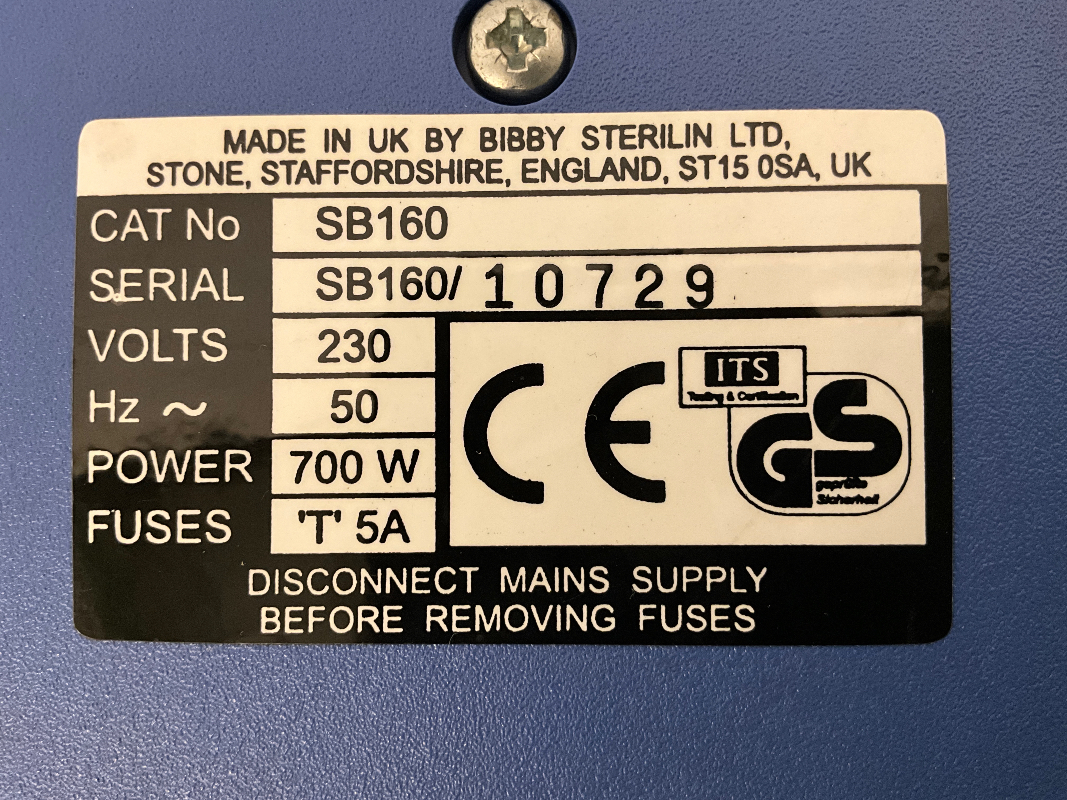 MADE IN UK BY BIBBY STERILIN LTD,
STONE, STAFFORDSHIRE, ENGLAND, ST15 0SA, UK
CAT No SB160
SERIAL SB160/ 10729
VOLTS 230
Hz ~ 50
POWER 700 W
FUSES 'T' 5A
CE
ITS
Testing & Certification
GS
geprüfte
Sicherheit
DISCONNECT MAINS SUPPLY
BEFORE REMOVING FUSES